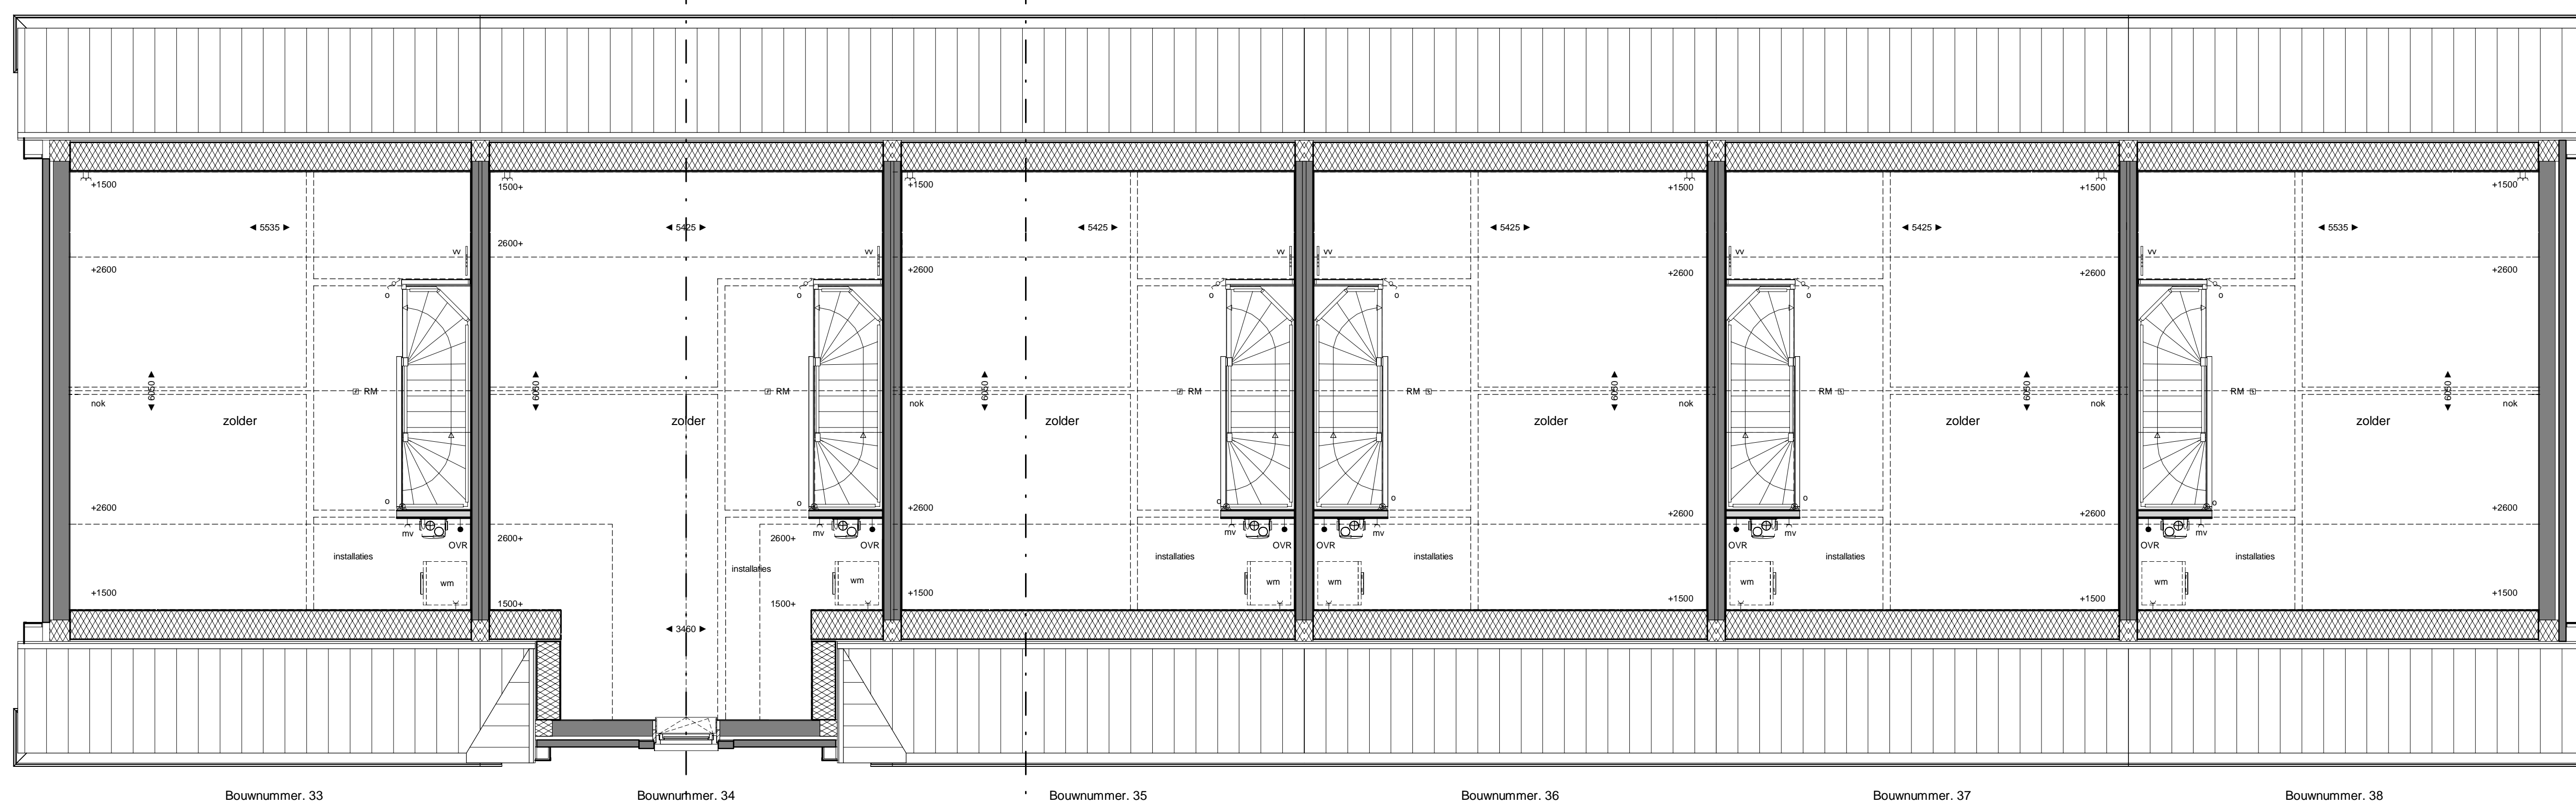 +1500
1500+
+1500
+1500
+1500
+1500
5535
5425
5425
5425
5425
5535
2600+
vv
vv
vv
vv
vv
vv
+2600
+2600
+2600
+2600
+2600
o
o
o
o
o
o
6050
RM
6050
RM
6050
RM
RM
6050
RM
6050
RM
6050
nok
nok
nok
nok
nok
zolder
zolder
zolder
zolder
zolder
zolder
o
o
o
o
o
o
+2600
+2600
+2600
+2600
+2600
mv
mv
mv
mv
mv
mv
2600+
2600+
OVR
OVR
OVR
OVR
OVR
OVR
installaties
installaties
installaties
installaties
installaties
installaties
wm
wm
wm
wm
wm
wm
+1500
1500+
1500+
+1500
+1500
+1500
+1500
3460
Bouwnummer. 33
Bouwnummer. 34
Bouwnummer. 35
Bouwnummer. 36
Bouwnummer. 37
Bouwnummer. 38